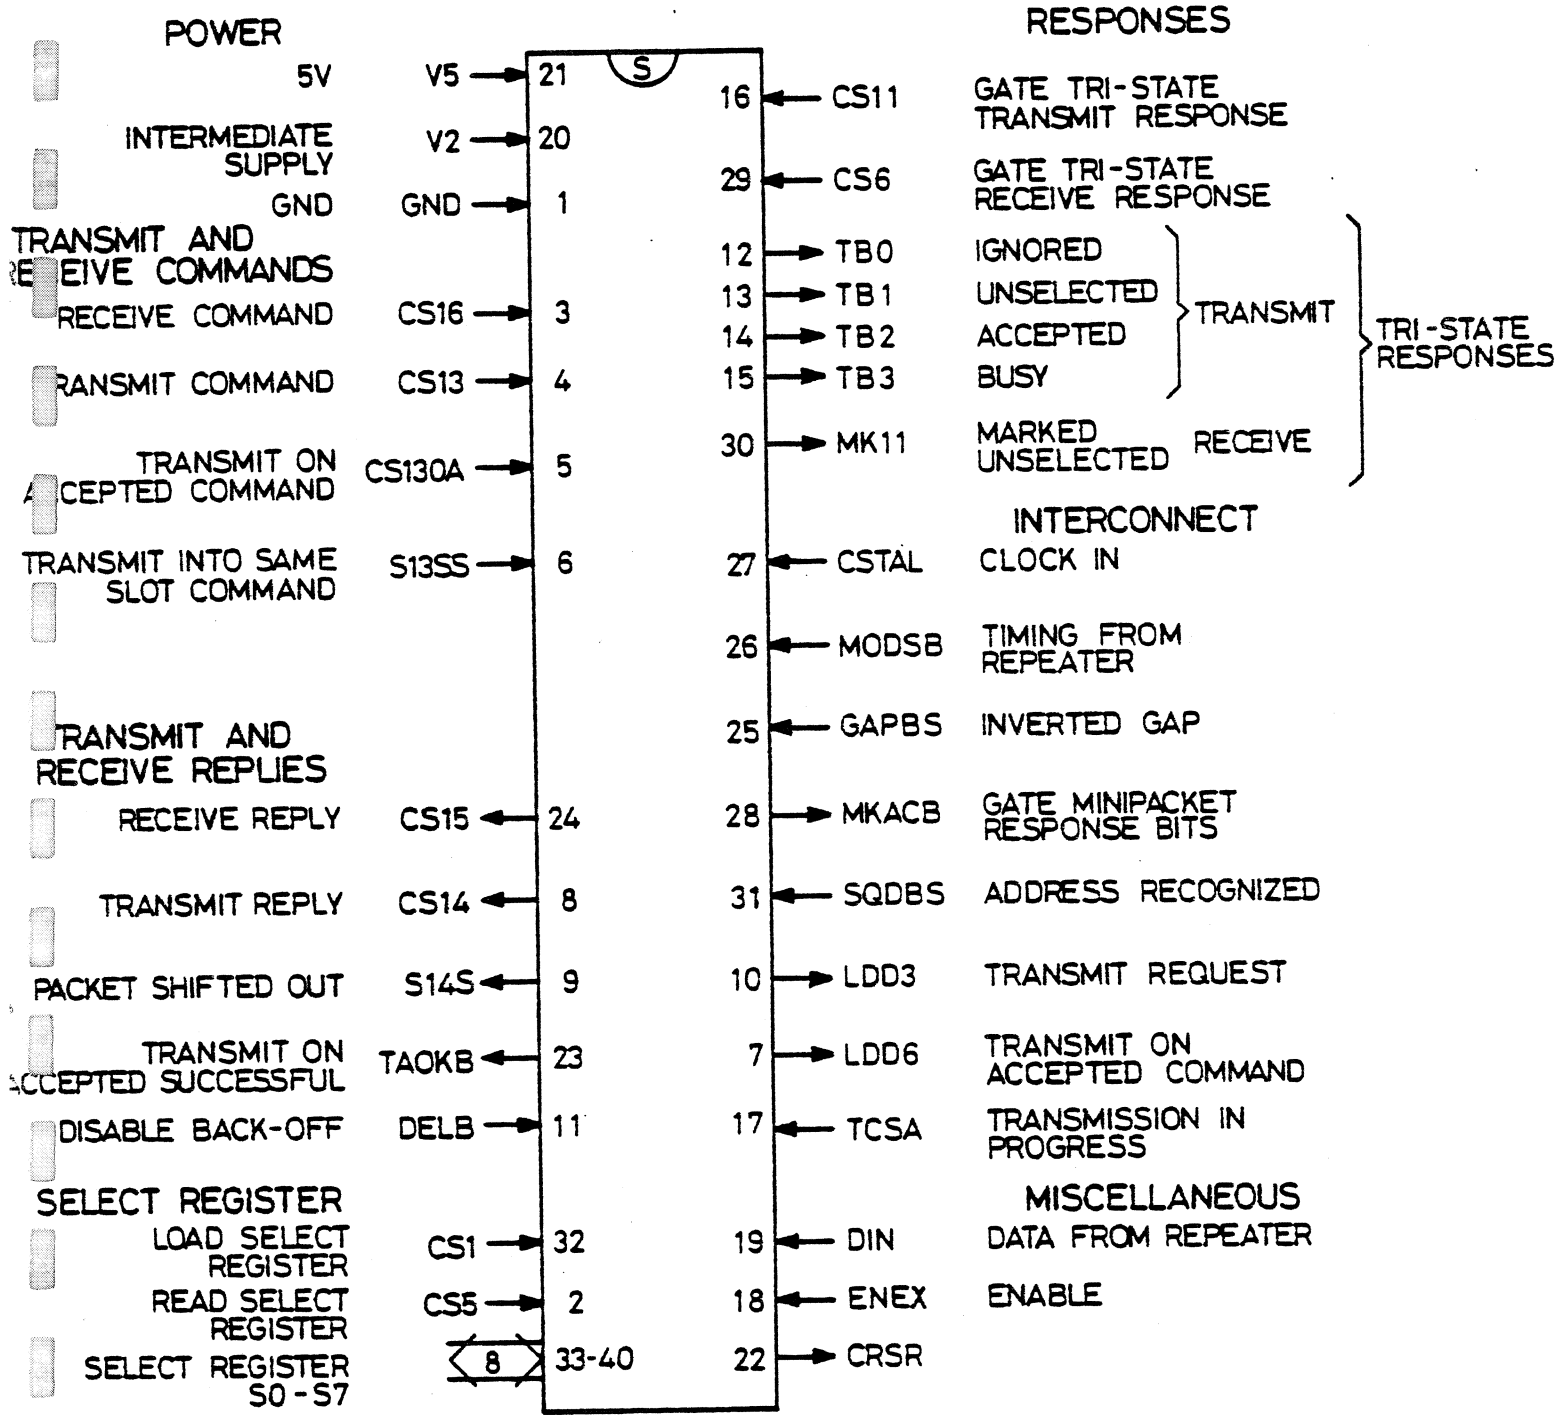 POWER
5V V5 21
INTERMEDIATE
SUPPLY V2 20
GND GND 1
TRANSMIT AND
RECEIVE COMMANDS
RECEIVE COMMAND CS16 3
RANSMIT COMMAND CS13 4
TRANSMIT ON
ACCEPTED COMMAND CS130A 5
TRANSMIT INTO SAME
SLOT COMMAND S13SS 6
TRANSMIT AND
RECEIVE REPLIES
RECEIVE REPLY CS15 24
TRANSMIT REPLY CS14 8
PACKET SHIFTED OUT S14S 9
TRANSMIT ON
ACCEPTED SUCCESSFUL TAOKB 23
DISABLE BACK-OFF DELB 11
SELECT REGISTER
LOAD SELECT
REGISTER CS1 32
READ SELECT
REGISTER CS5 2
SELECT REGISTER
S0-S7 8 33-40
S
RESPONSES
16 CS11 GATE TRI-STATE
TRANSMIT RESPONSE
29 CS6 GATE TRI-STATE
RECEIVE RESPONSE
12 TB0 IGNORED
13 TB1 UNSELECTED
14 TB2 ACCEPTED
15 TB3 BUSY
TRANSMIT
30 MK11 MARKED
UNSELECTED RECEIVE
TRI-STATE
RESPONSES
INTERCONNECT
27 CSTAL CLOCK IN
26 MODSB TIMING FROM
REPEATER
25 GAPBS INVERTED GAP
28 MKACB GATE MINIPACKET
RESPONSE BITS
31 SQDBS ADDRESS RECOGNIZED
10 LDD3 TRANSMIT REQUEST
7 LDD6 TRANSMIT ON
ACCEPTED COMMAND
17 TCSA TRANSMISSION IN
PROGRESS
MISCELLANEOUS
19 DIN DATA FROM REPEATER
18 ENEX ENABLE
22 CRSR